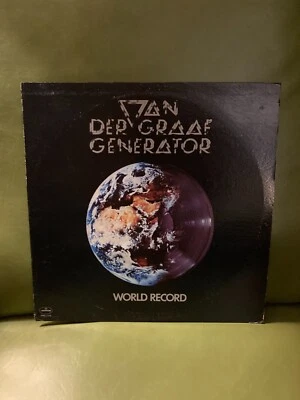 VAN
DER GRAAF
GENERATOR
WORLD RECORD